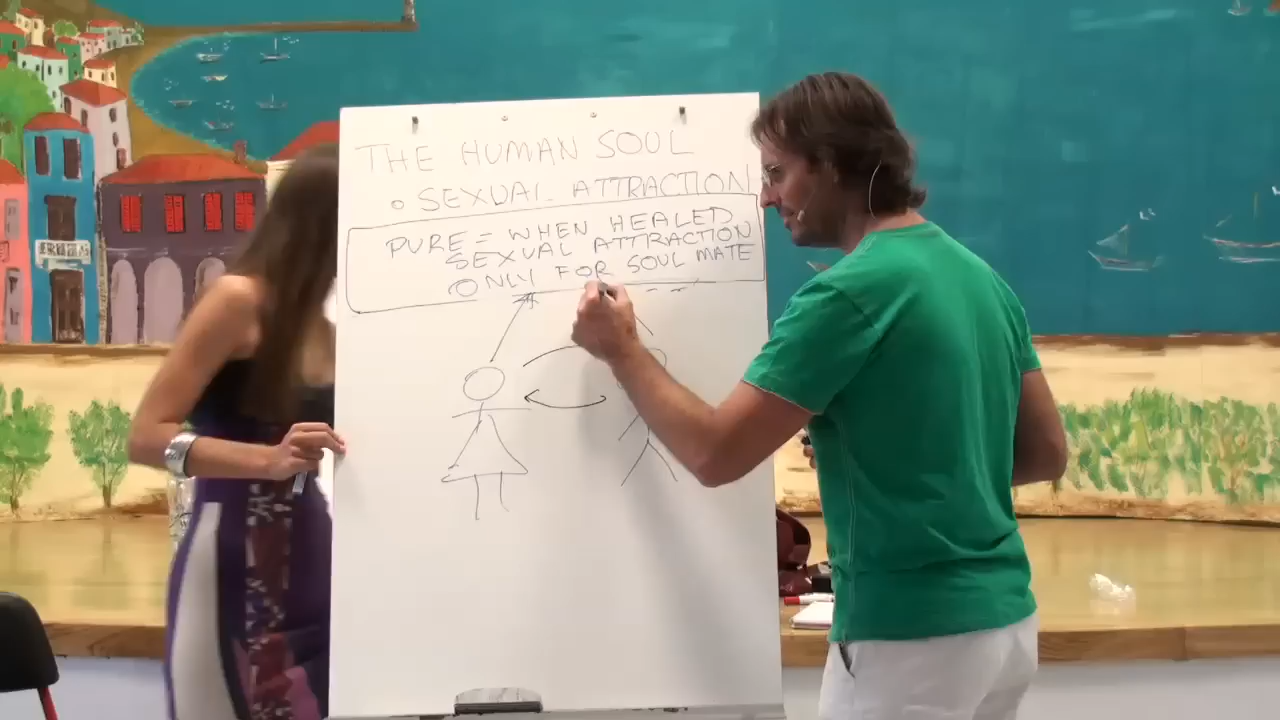 THE HUMAN SOUL
SEXUAL ATTRACTION
PURE = WHEN HEALED
SEXUAL ATTRACTION
ONLY FOR SOUL MATE